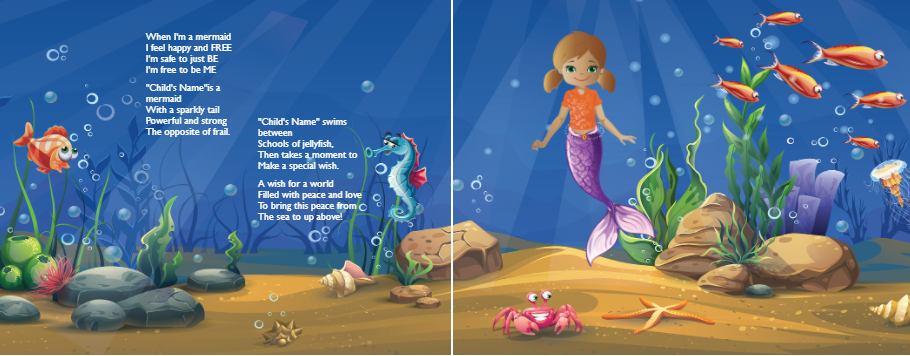 When I'm a mermaid
I feel happy and FREE
I'm safe to just BE
I'm free to be ME
"Child's Name"is a
mermaid
With a sparkly tail
Powerful and strong
The opposite of frail.
"Child's Name" swims
between
Schools of jellyfish,
Then takes a moment to
Make a special wish.
A wish for a world
Filled with peace and love
To bring this peace from
The sea to up above!